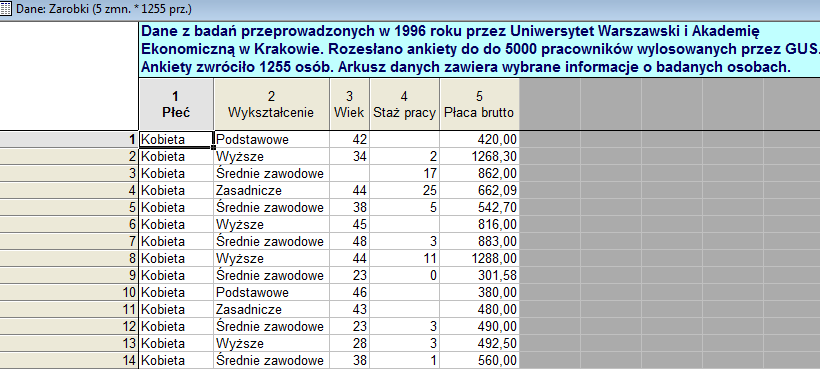 Dane: Zarobki (5 zmn. * 1255 prz.)
Dane z badań przeprowadzonych w 1996 roku przez Uniwersytet Warszawski i Akademię
Ekonomiczną w Krakowie. Rozesłano ankiety do do 5000 pracowników wylosowanych przez GUS.
Ankiety zwróciło 1255 osób. Arkusz danych zawiera wybrane informacje o badanych osobach.
1 2 3 4 5
Płeć Wykształcenie Wiek Staż pracy Płaca brutto
1 Kobieta Podstawowe 42 420,00
2 Kobieta Wyższe 34 2 1268,30
3 Kobieta Średnie zawodowe 17 862,00
4 Kobieta Zasadnicze 44 25 662,09
5 Kobieta Średnie zawodowe 38 5 542,70
6 Kobieta Wyższe 45 816,00
7 Kobieta Średnie zawodowe 48 3 883,00
8 Kobieta Wyższe 44 11 1288,00
9 Kobieta Średnie zawodowe 23 0 301,58
10 Kobieta Podstawowe 46 380,00
11 Kobieta Zasadnicze 43 480,00
12 Kobieta Średnie zawodowe 23 3 490,00
13 Kobieta Wyższe 28 3 492,50
14 Kobieta Średnie zawodowe 38 1 560,00